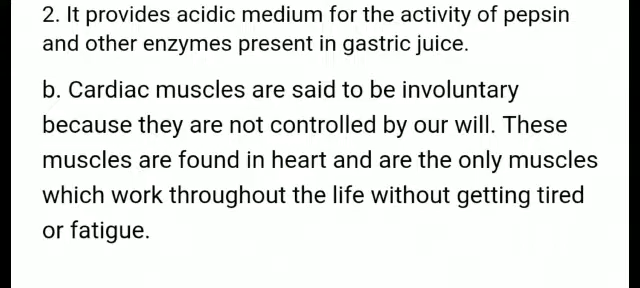 2. It provides acidic medium for the activity of pepsin
and other enzymes present in gastric juice.
b. Cardiac muscles are said to be involuntary
because they are not controlled by our will. These
muscles are found in heart and are the only muscles
which work throughout the life without getting tired
or fatigue.